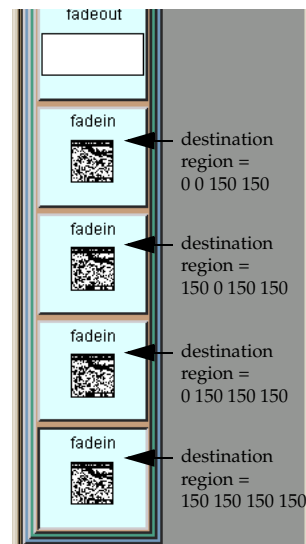 fadeout
fadein
destination
region =
0 0 150 150
fadein
destination
region =
150 0 150 150
fadein
destination
region =
0 150 150 150
fadein
destination
region =
150 150 150 150